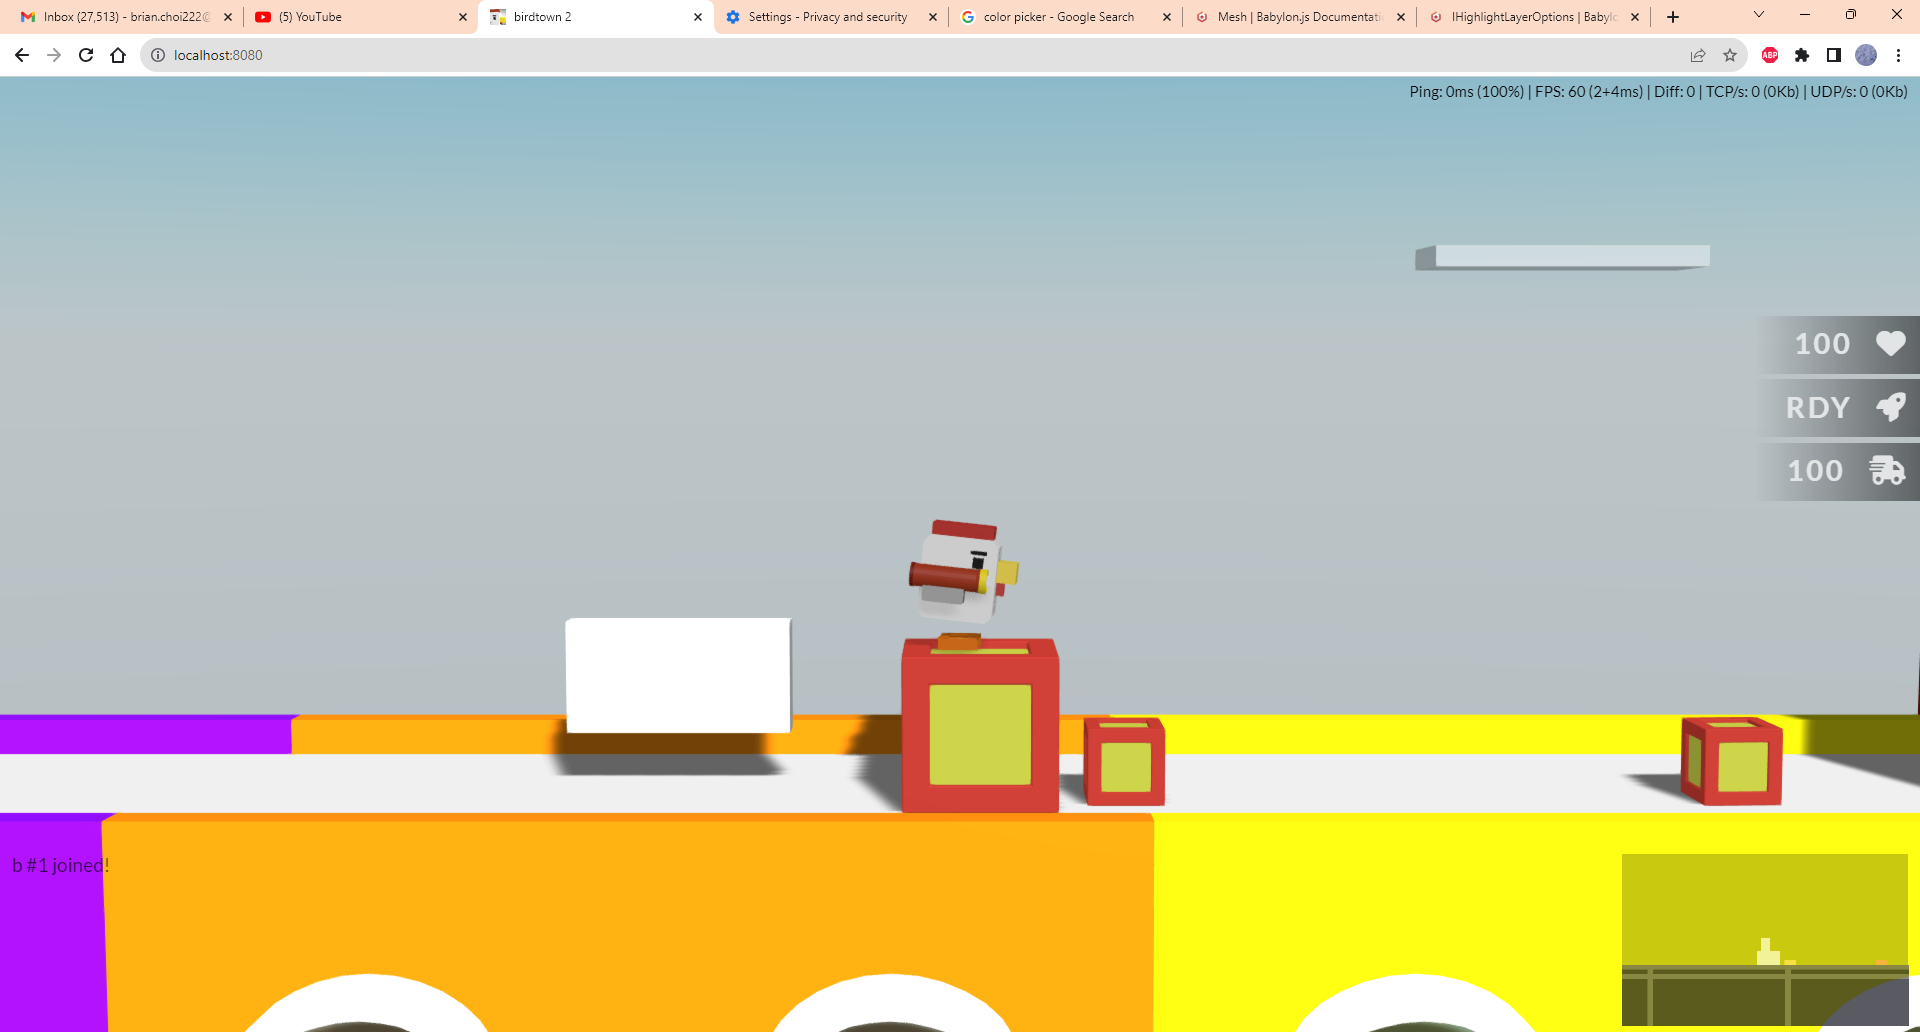 Inbox (27,513) - brian.choi222@
(5) YouTube
birdtown 2
Settings - Privacy and security
color picker - Google Search
Mesh | Babylon.js Documentati
IHighlightLayerOptions | Babylo
localhost:8080
ABP
Ping: 0ms (100%) | FPS: 60 (2+4ms) | Diff: 0 | TCP/s: 0 (0Kb) | UDP/s: 0 (0Kb)
100
RDY
100
b #1 joined!